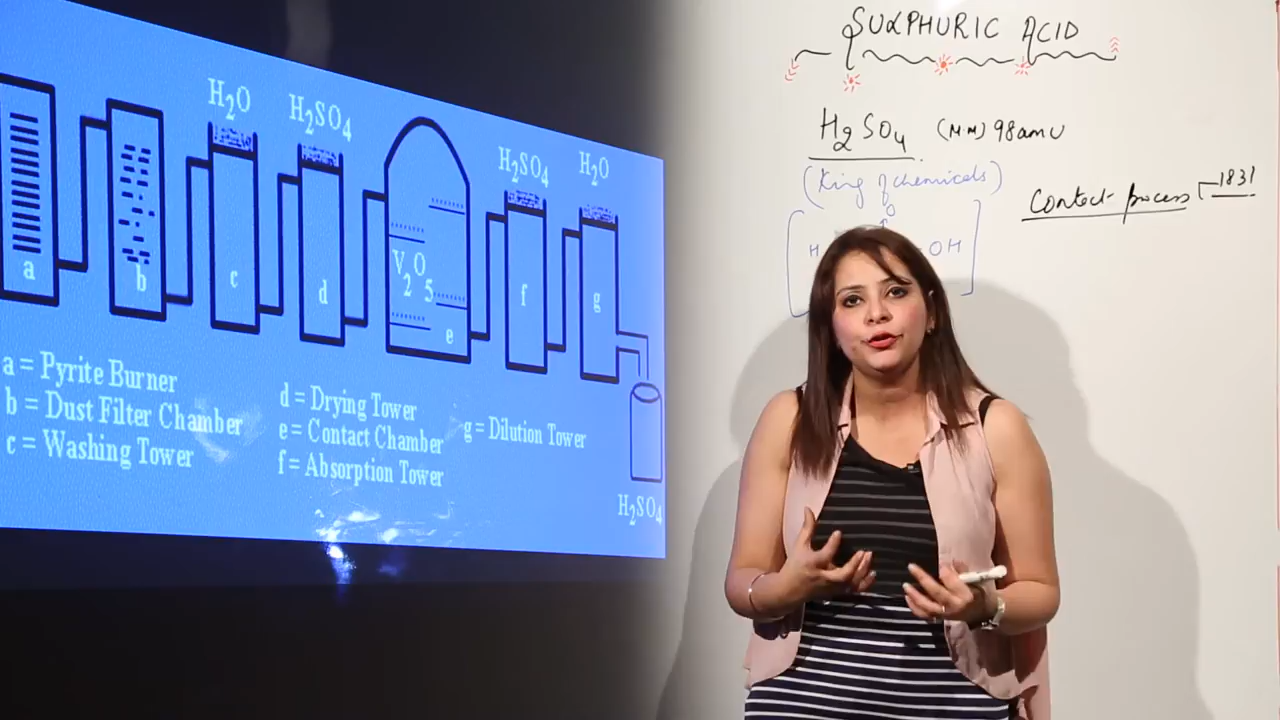 H2O
H2SO4
H2SO4
H2O
V2O5
a
b
c
d
e
f
g
a = Pyrite Burner
b = Dust Filter Chamber
c = Washing Tower
d = Drying Tower
e = Contact Chamber
f = Absorption Tower
g = Dilution Tower
H2SO4
SULPHURIC ACID
H2SO4 (M.M) 98amu
(King of chemicals)
Contact process 1831
O
H
OH